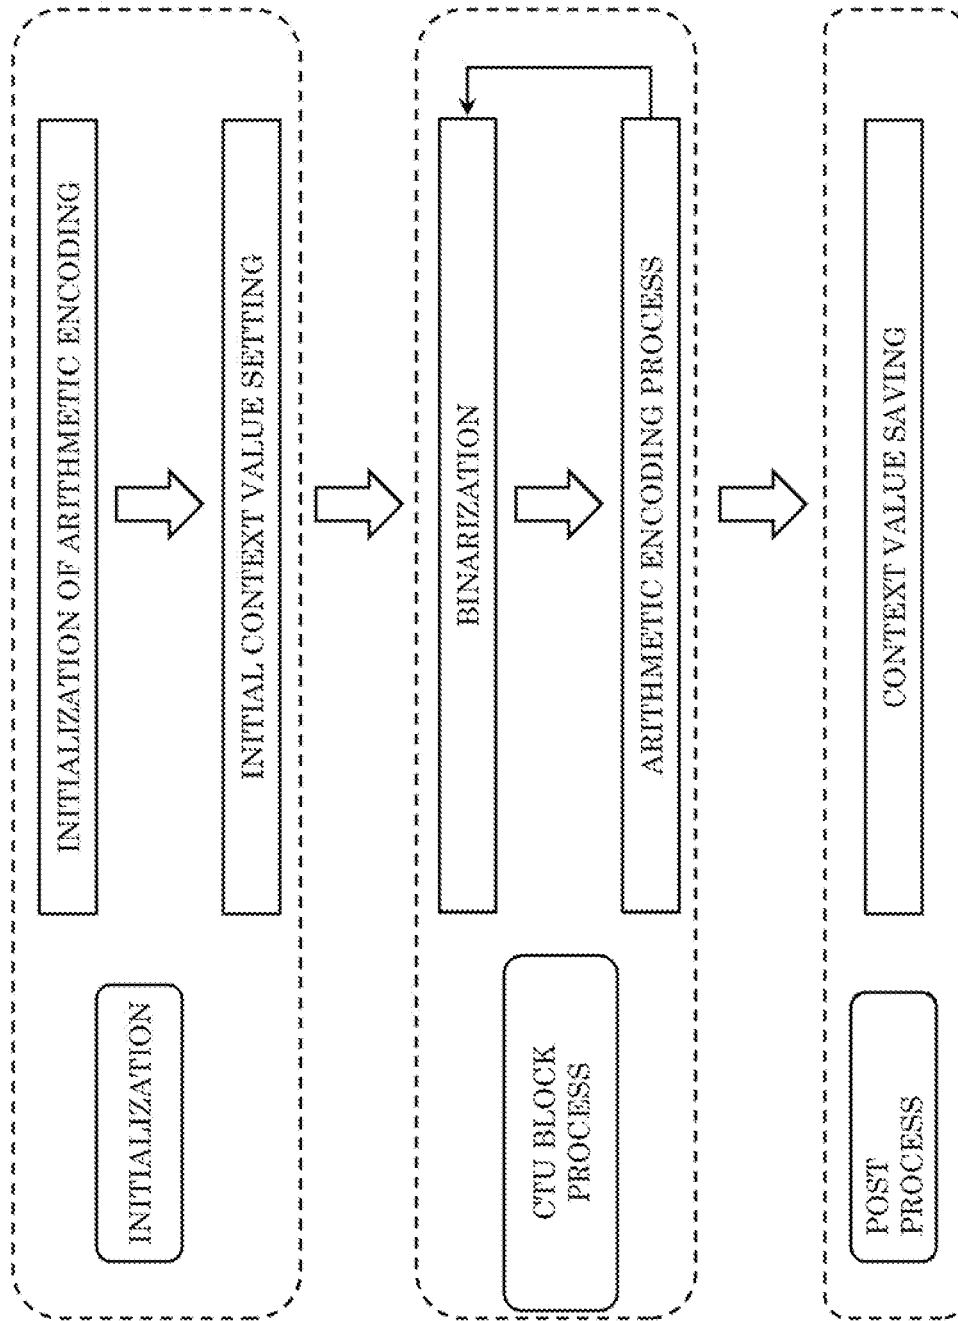 INITIALIZATION
INITIALIZATION OF ARITHMETIC ENCODING
INITIAL CONTEXT VALUE SETTING
CTU BLOCK
PROCESS
BINARIZATION
ARITHMETIC ENCODING PROCESS
POST
PROCESS
CONTEXT VALUE SAVING